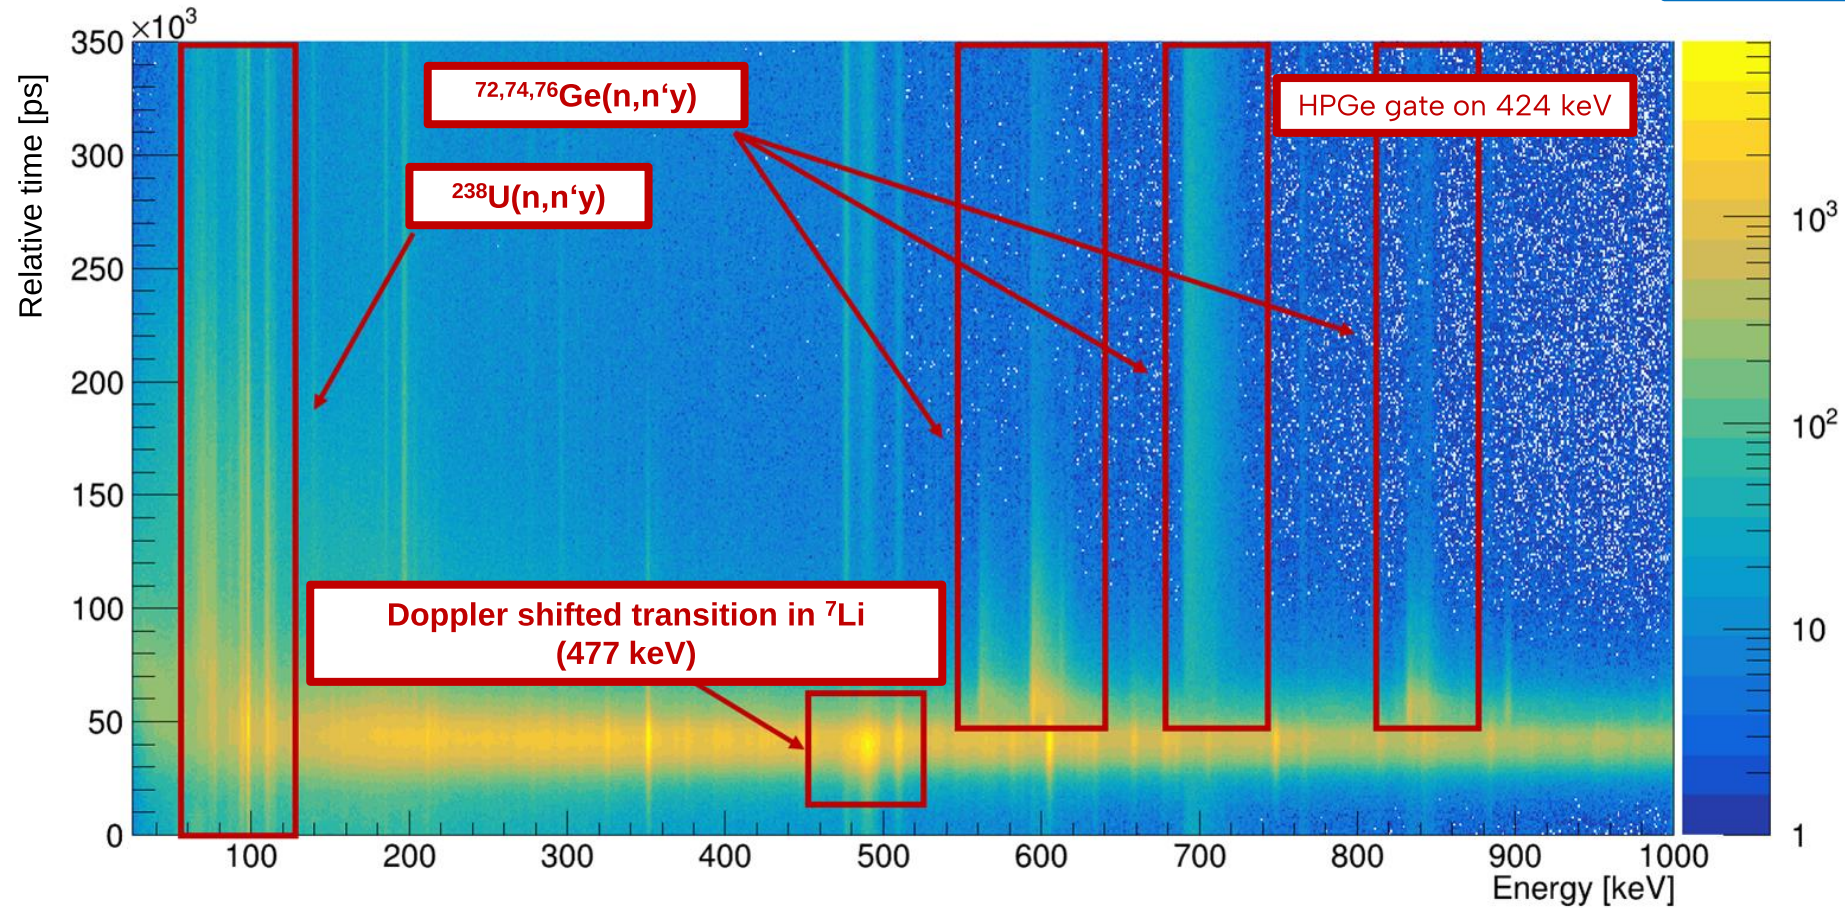 ×10³
350
300
250
200
150
100
50
0
Relative time [ps]
72,74,76Ge(n,n‘y)
238U(n,n‘y)
HPGe gate on 424 keV
Doppler shifted transition in ⁷Li
(477 keV)
10³
10²
10
1
100 200 300 400 500 600 700 800 900 1000
Energy [keV]